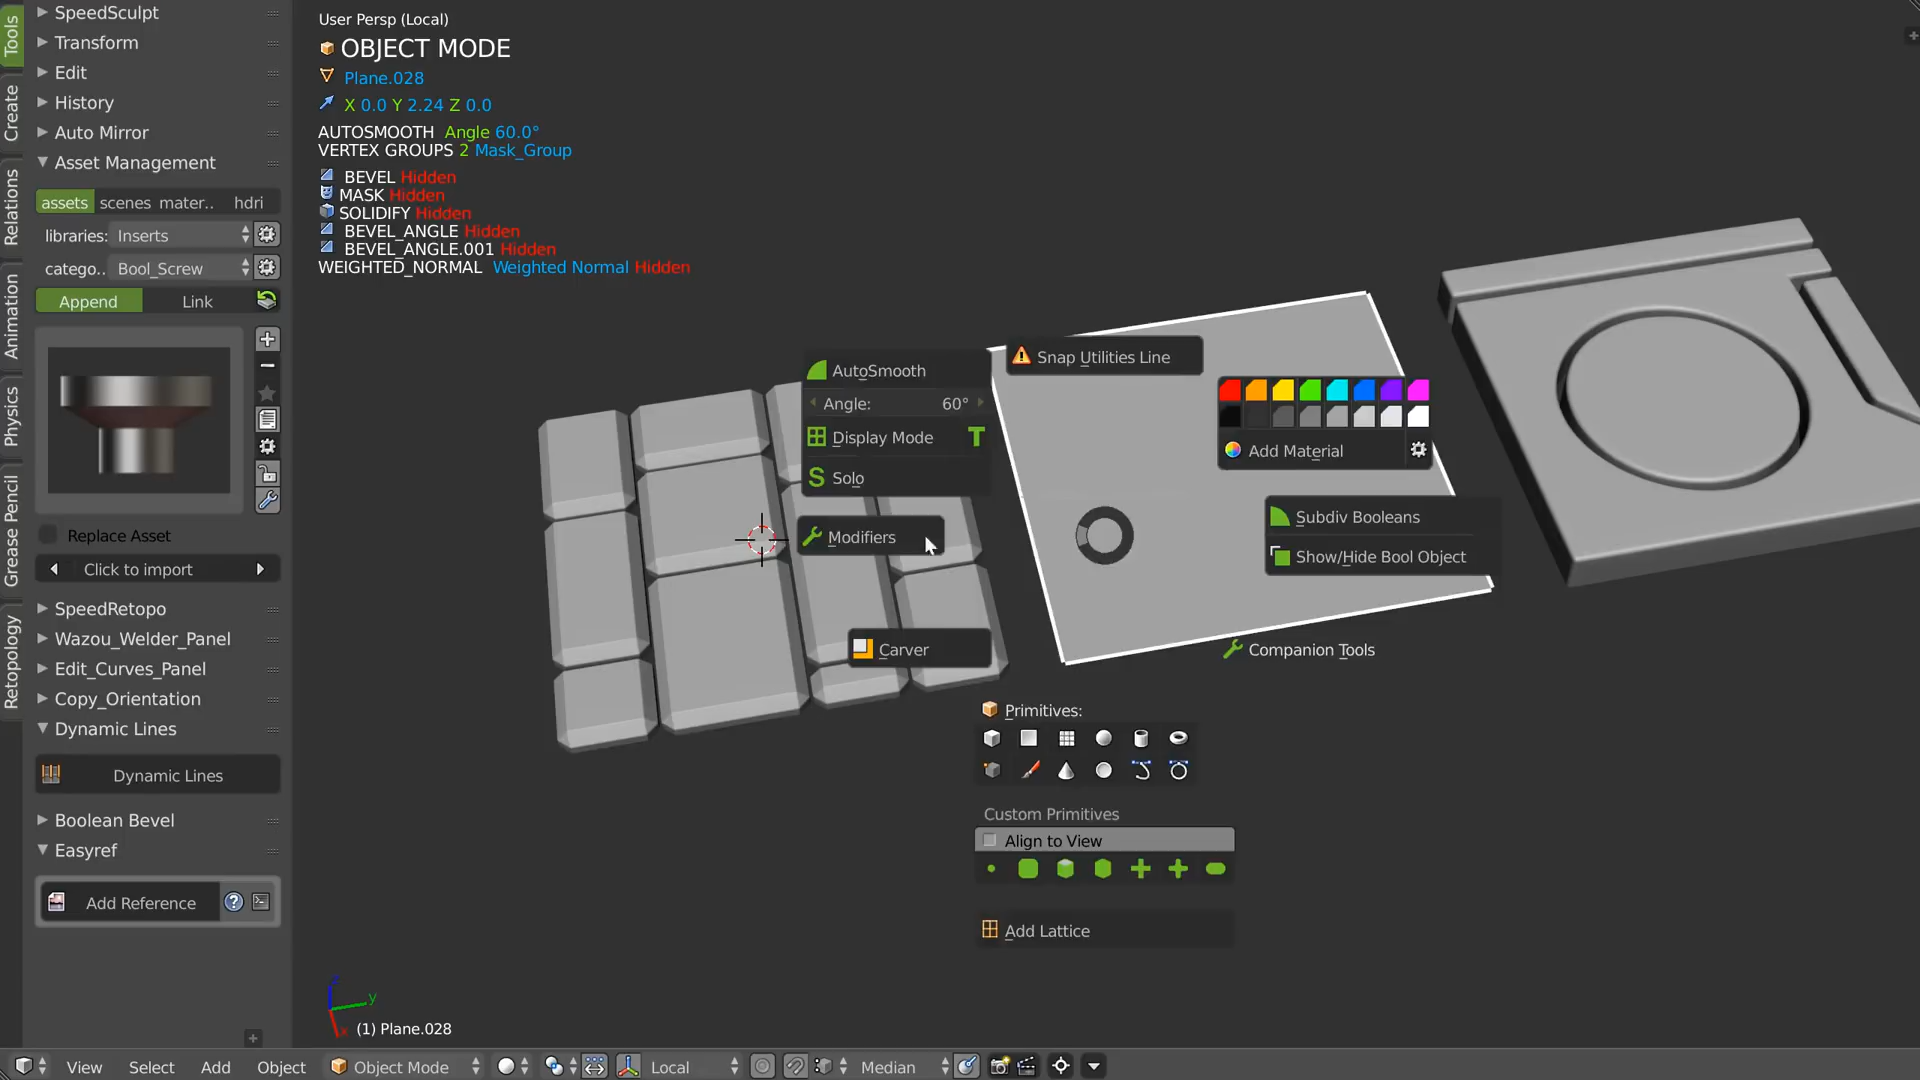 Tools
Create
Relations
Animation
Physics
Grease Pencil
Retopology
SpeedSculpt
Transform
Edit
History
Auto Mirror
Asset Management
assets scenes mater.. hdri
libraries: Inserts
catego.. Bool_Screw
Append Link
Replace Asset
Click to import
SpeedRetopo
Wazou_Welder_Panel
Edit_Curves_Panel
Copy_Orientation
Dynamic Lines
Dynamic Lines
Boolean Bevel
Easyref
Add Reference
User Persp (Local)
OBJECT MODE
Plane.028
X 0.0 Y 2.24 Z 0.0
AUTOSMOOTH Angle 60.0°
VERTEX GROUPS 2 Mask_Group
BEVEL Hidden
MASK Hidden
SOLIDIFY Hidden
BEVEL_ANGLE Hidden
BEVEL_ANGLE.001 Hidden
WEIGHTED_NORMAL Weighted Normal Hidden
AutoSmooth
Angle: 60°
Display Mode T
S Solo
Modifiers
Carver
Snap Utilities Line
Add Material
Subdiv Booleans
Show/Hide Bool Object
Companion Tools
Primitives:
Custom Primitives
Align to View
Add Lattice
z
y
x
(1) Plane.028
View Select Add Object Object Mode Local Median